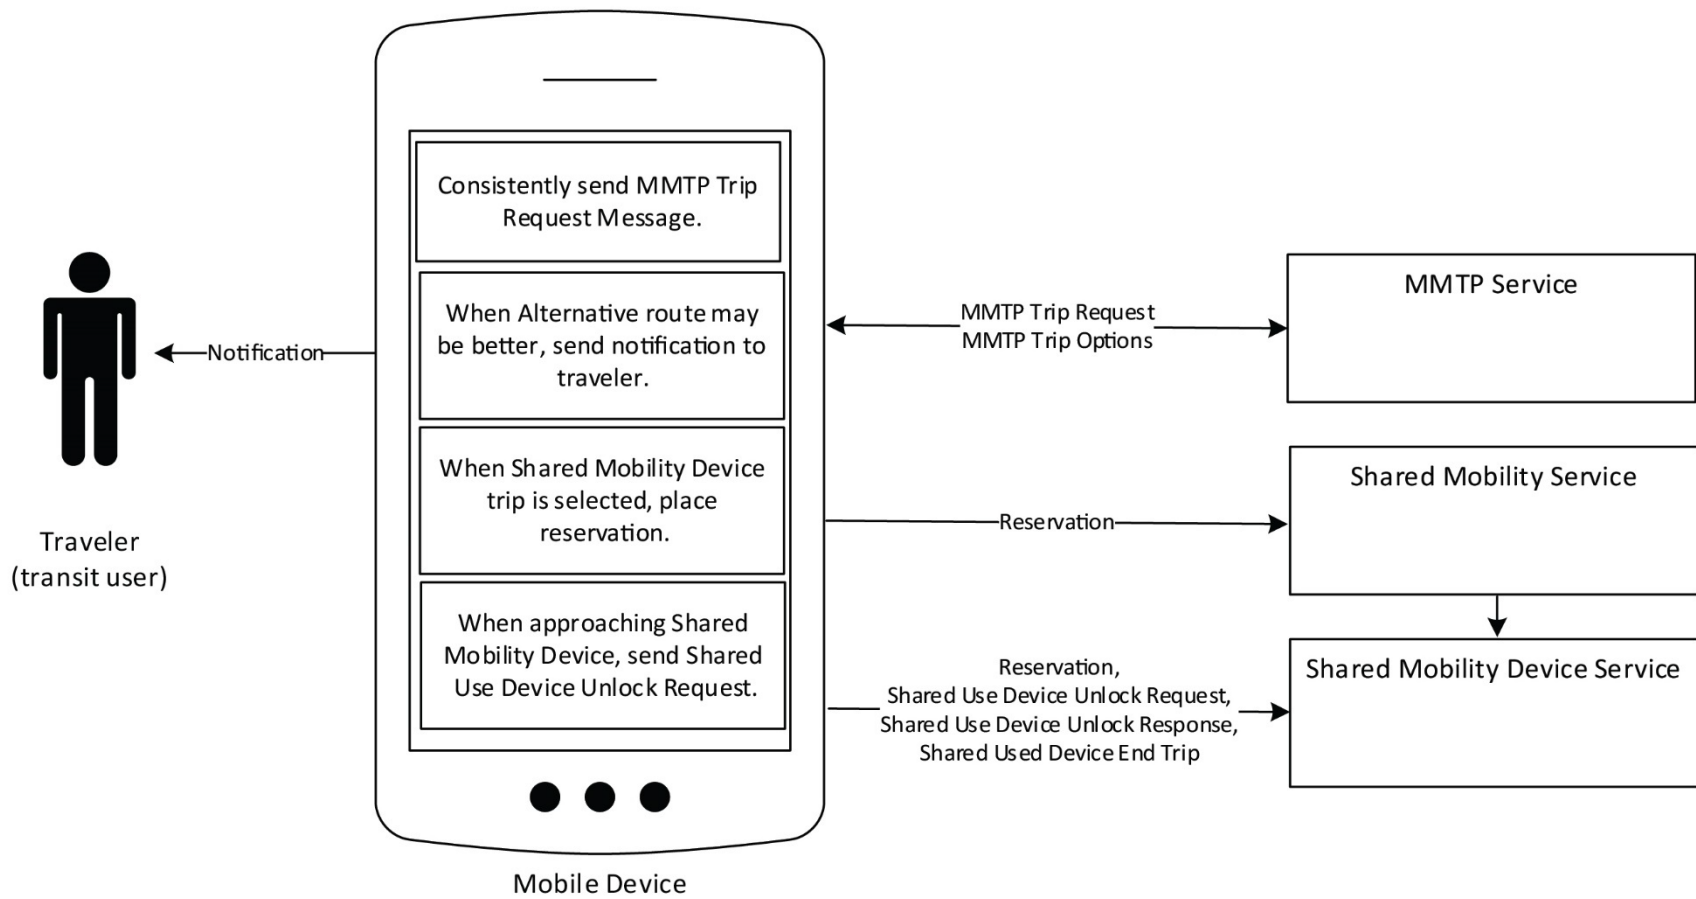 Consistently send MMTP Trip
Request Message.
When Alternative route may
be better, send notification to
traveler.
When Shared Mobility Device
trip is selected, place
reservation.
When approaching Shared
Mobility Device, send Shared
Use Device Unlock Request.
Mobile Device
Notification
Traveler
(transit user)
MMTP Trip Request
MMTP Trip Options
MMTP Service
Reservation
Shared Mobility Service
Reservation,
Shared Use Device Unlock Request,
Shared Use Device Unlock Response,
Shared Used Device End Trip
Shared Mobility Device Service